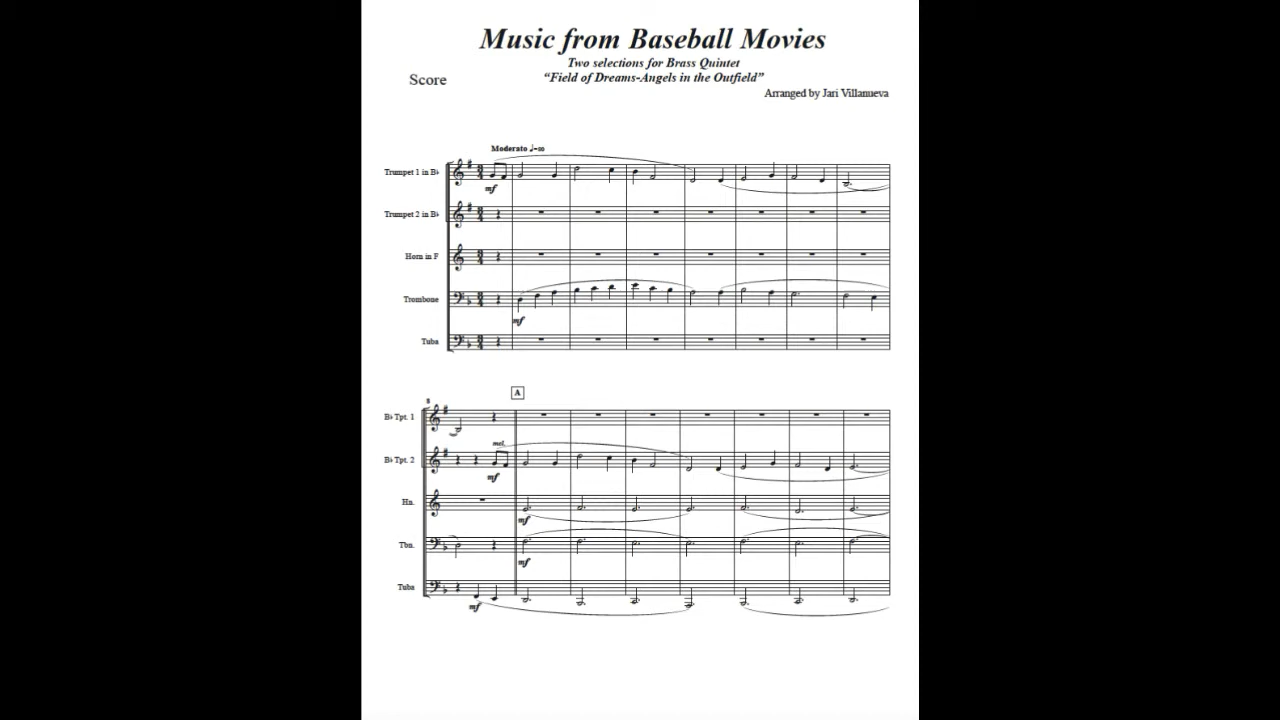 Music from Baseball Movies
Two selections for Brass Quintet
“Field of Dreams-Angels in the Outfield”
Score
Arranged by Jari Villanueva
Moderato ♩=80
Trumpet 1 in B♭
mf
Trumpet 2 in B♭
Horn in F
Trombone
mf
Tuba
8
A
B♭ Tpt. 1
mel.
B♭ Tpt. 2
mf
Hn.
mf
Tbn.
mf
Tuba
mf